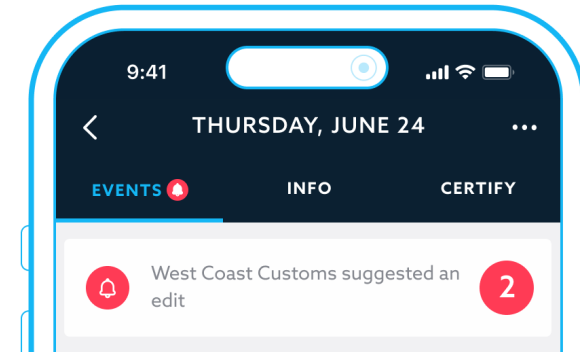 9:41
THURSDAY, JUNE 24
EVENTS INFO CERTIFY
West Coast Customs suggested an
edit
2